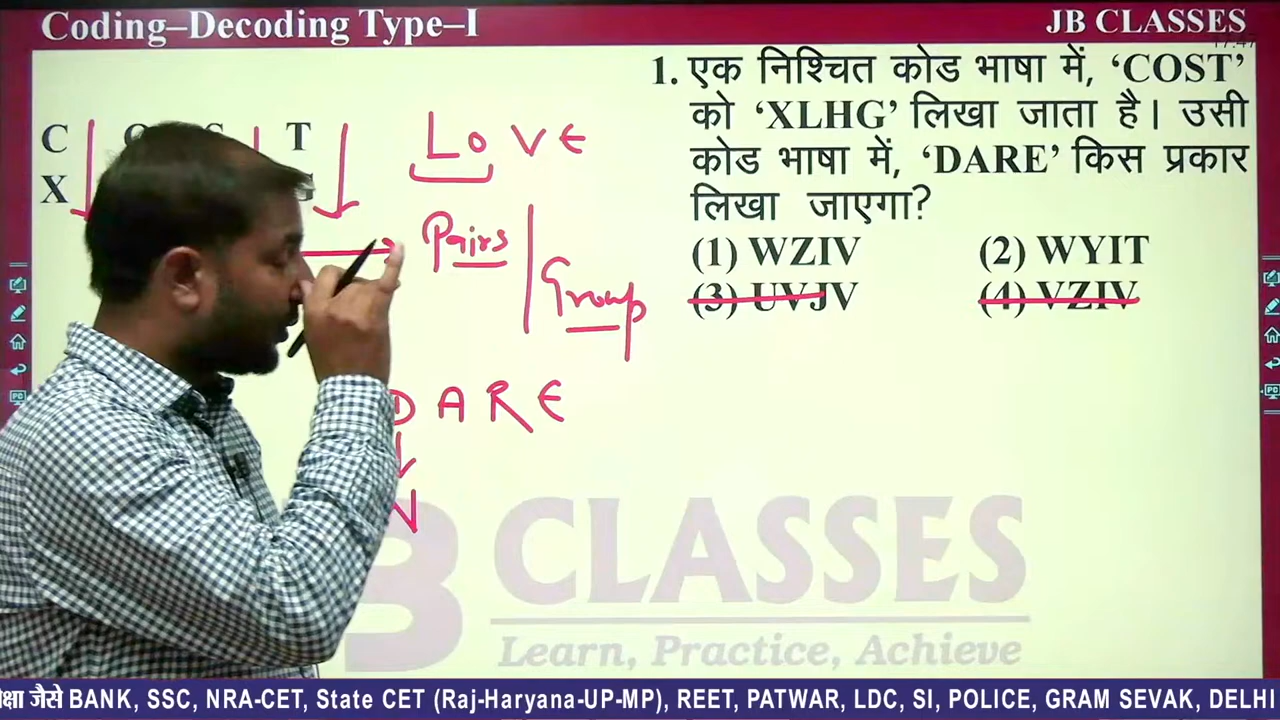 Coding–Decoding Type–I
JB CLASSES
1. एक निश्चित कोड भाषा में, ‘COST’
को ‘XLHG’ लिखा जाता है। उसी
कोड भाषा में, ‘DARE’ किस प्रकार
लिखा जाएगा?
(1) WZIV (2) WYIT
(3) UVJV (4) VZIV
C T
X
LOVE
Pairs
Group
DARE
CLASSES
Learn, Practice, Achieve
जैसे BANK, SSC, NRA-CET, State CET (Raj-Haryana-UP-MP), REET, PATWAR, LDC, SI, POLICE, GRAM SEVAK, DELHI